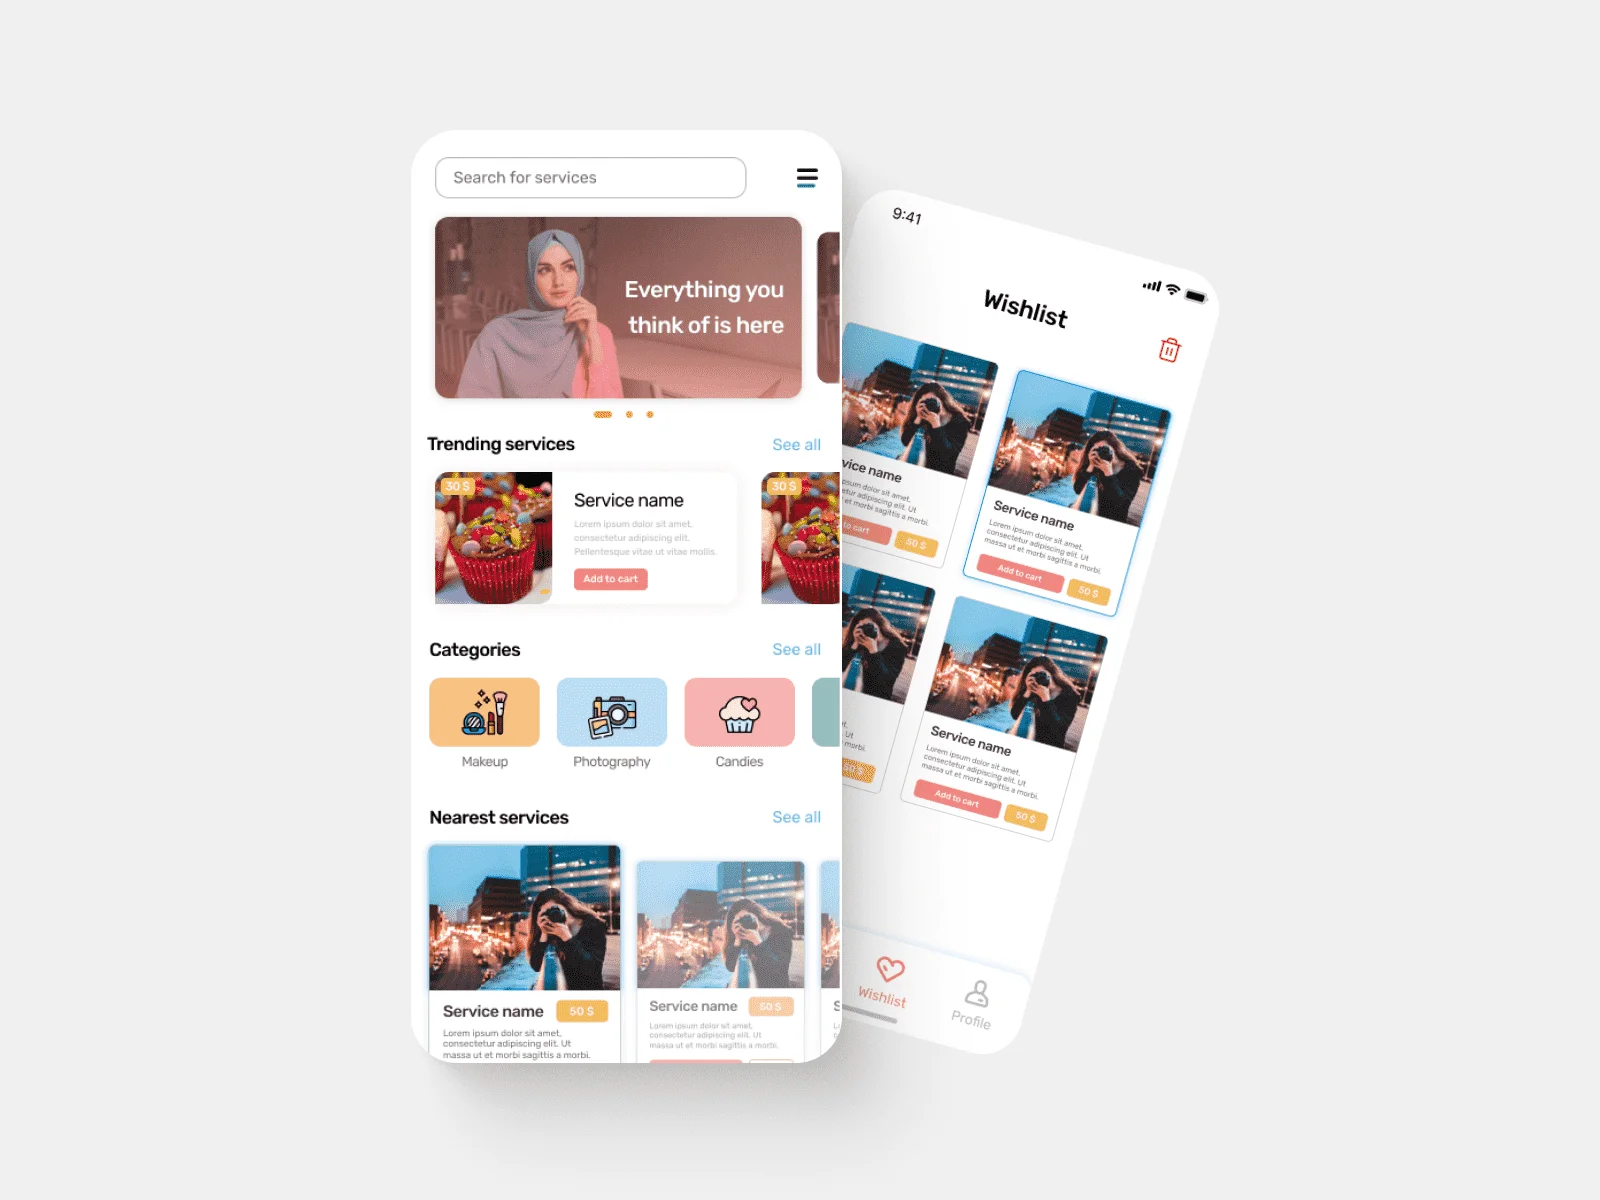 Search for services
Everything you
think of is here
Trending services
See all
30 $
Service name
Lorem ipsum dolor sit amet,
consectetur adipiscing elit.
Pellentesque vitae ut vitae mollis.
Add to cart
30 $
Categories
See all
Makeup
Photography
Candies
Nearest services
See all
Service name
50 $
Lorem ipsum dolor sit amet,
consectetur adipiscing elit. Ut
massa ut et morbi sagittis a morbi.
Service name
50 $
Lorem ipsum dolor sit amet,
consectetur adipiscing elit. Ut
massa ut et morbi sagittis a morbi.
S
9:41
Wishlist
vice name
psum dolor sit amet,
etur adipiscing elit. Ut
t et morbi sagittis a morbi.
to cart
50 $
Service name
Lorem ipsum dolor sit amet,
consectetur adipiscing elit. Ut
massa ut et morbi sagittis a morbi.
Add to cart
50 $
et,
. Ut
morbi.
50 $
Service name
Lorem ipsum dolor sit amet,
consectetur adipiscing elit. Ut
massa ut et morbi sagittis a morbi.
Add to cart
50 $
Wishlist
Profile